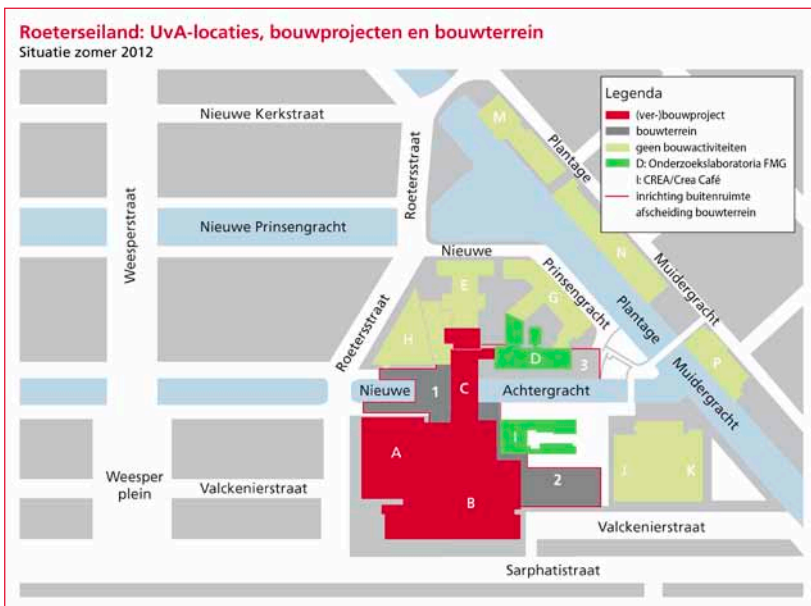 Roeterseiland: UvA-locaties, bouwprojecten en bouwterrein
Situatie zomer 2012
Legenda
(ver-)bouwproject
bouwterrein
geen bouwactiviteiten
D: Onderzoekslaboratoria FMG
I: CREA/Crea Café
inrichting buitenruimte
afscheiding bouwterrein
Nieuwe Kerkstraat
Weesperstraat
Roetersstraat
Nieuwe Prinsengracht
M
Plantage
N
Muidergracht
Nieuwe
Prinsengracht
Plantage
Muidergracht
E
G
Roetersstraat
H
D
3
P
C
1
Nieuwe
Achtergracht
A
I
J
K
2
B
Weesper
plein
Valckenierstraat
Valckenierstraat
Sarphatistraat